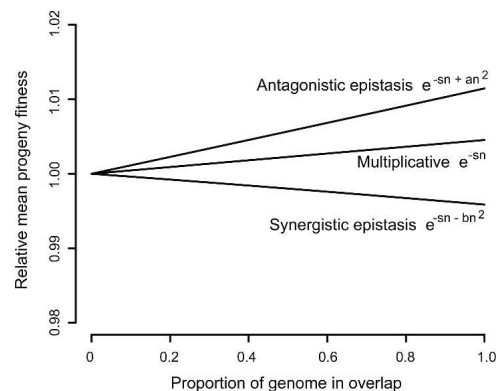 1.02
1.01
1.00
0.99
0.98
Relative mean progeny fitness
Antagonistic epistasis e^-sn + an^2
Multiplicative e^-sn
Synergistic epistasis e^-sn - bn^2
0 0.2 0.4 0.6 0.8 1.0
Proportion of genome in overlap